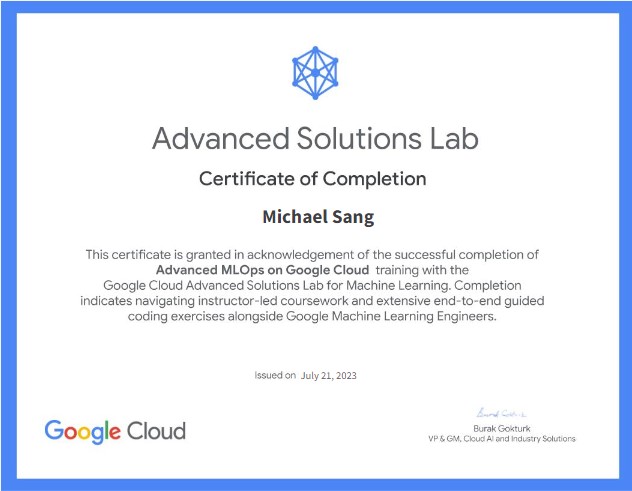 Advanced Solutions Lab
Certificate of Completion
Michael Sang
This certificate is granted in acknowledgement of the successful completion of
Advanced MLOps on Google Cloud training with the
Google Cloud Advanced Solutions Lab for Machine Learning. Completion
indicates navigating instructor-led coursework and extensive end-to-end guided
coding exercises alongside Google Machine Learning Engineers.
Issued on July 21, 2023
Google Cloud
Burak Gokturk
VP & GM, Cloud AI and Industry Solutions